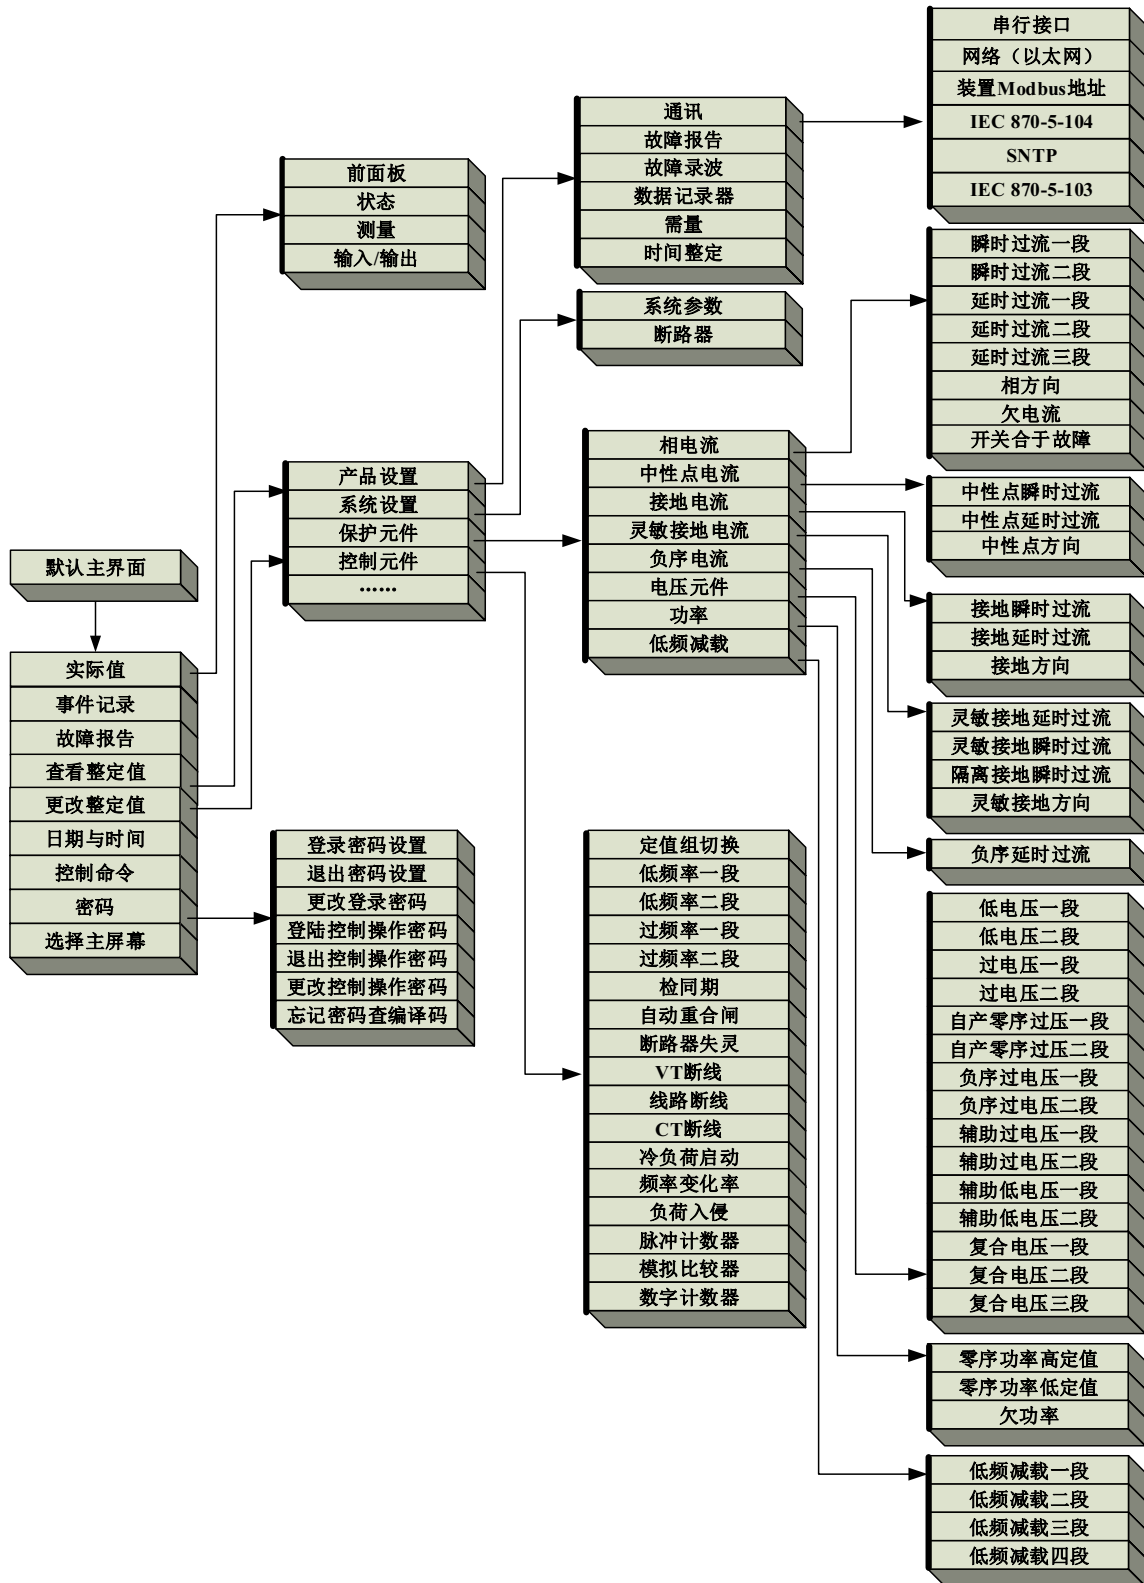 默认主界面
实际值
事件记录
故障报告
查看整定值
更改整定值
日期与时间
控制命令
密码
选择主屏幕
前面板
状态
测量
输入/输出
产品设置
系统设置
保护元件
控制元件
……
登录密码设置
退出密码设置
更改登录密码
登陆控制操作密码
退出控制操作密码
更改控制操作密码
忘记密码查编译码
通讯
故障报告
故障录波
数据记录器
需量
时间整定
系统参数
断路器
相电流
中性点电流
接地电流
灵敏接地电流
负序电流
电压元件
功率
低频减载
定值组切换
低频率一段
低频率二段
过频率一段
过频率二段
检同期
自动重合闸
断路器失灵
VT断线
线路断线
CT断线
冷负荷启动
频率变化率
负荷入侵
脉冲计数器
模拟比较器
数字计数器
串行接口
网络（以太网）
装置Modbus地址
IEC 870-5-104
SNTP
IEC 870-5-103
瞬时过流一段
瞬时过流二段
延时过流一段
延时过流二段
延时过流三段
相方向
欠电流
开关合于故障
中性点瞬时过流
中性点延时过流
中性点方向
接地瞬时过流
接地延时过流
接地方向
灵敏接地延时过流
灵敏接地瞬时过流
隔离接地瞬时过流
灵敏接地方向
负序延时过流
低电压一段
低电压二段
过电压一段
过电压二段
自产零序过压一段
自产零序过压二段
负序过电压一段
负序过电压二段
辅助过电压一段
辅助过电压二段
辅助低电压一段
辅助低电压二段
复合电压一段
复合电压二段
复合电压三段
零序功率高定值
零序功率低定值
欠功率
低频减载一段
低频减载二段
低频减载三段
低频减载四段